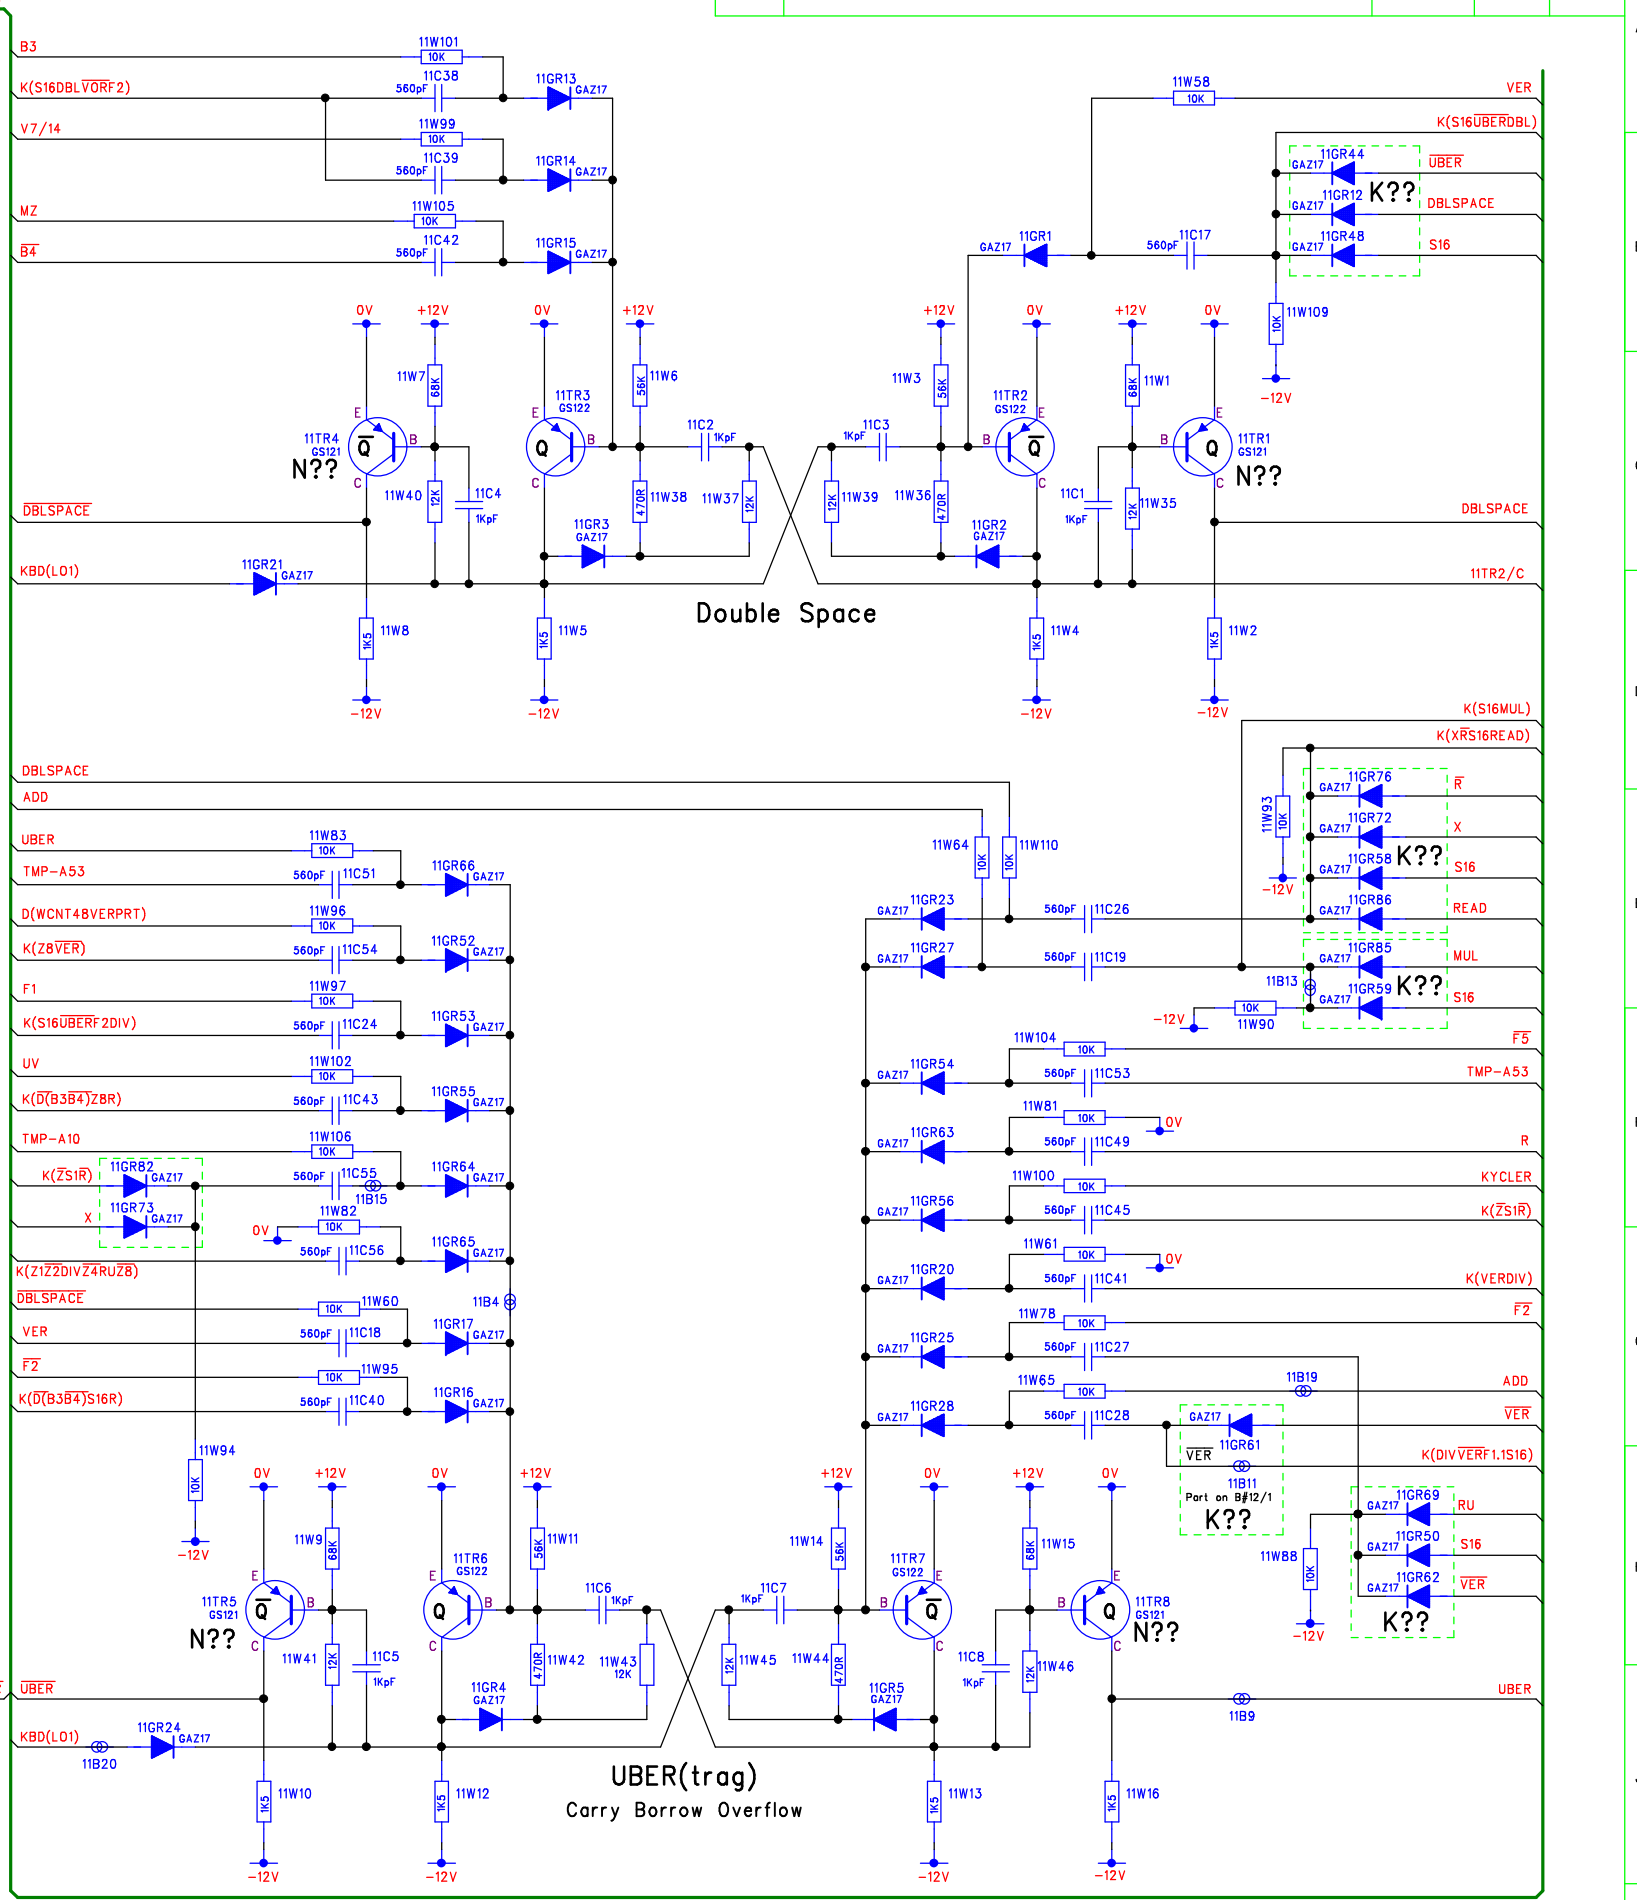 B3
11W101
10K
K(S16DBLVORF2)
560pF
11C38
11GR13
GAZ17
V7/14
11W99
10K
560pF
11C39
11GR14
GAZ17
MZ
11W105
10K
B4
560pF
11C42
11GR15
GAZ17
11W58
10K
VER
K(S16UBERDBL)
11GR44
GAZ17
UBER
K??
11GR12
GAZ17
DBLSPACE
11GR48
GAZ17
S16
11GR1
GAZ17
560pF
11C17
11W109
10K
-12V
0V
+12V
0V
+12V
+12V
0V
+12V
0V
11W7
68K
11TR3
GS122
11W6
56K
11W3
56K
11TR2
GS122
11W1
68K
E
E
E
E
11TR4
GS121
N??
Q
B
Q
B
11C2
1KpF
1KpF
11C3
B
Q
B
Q
11TR1
GS121
N??
C
C
C
C
11W40
12K
11C4
1KpF
11W38
470R
11W37
12K
11W39
12K
11W36
470R
11C1
1KpF
11W35
12K
DBLSPACE
11GR3
GAZ17
11GR2
GAZ17
DBLSPACE
KBD(L01)
11GR21
GAZ17
11TR2/C
Double Space
11W8
1K5
11W5
1K5
11W4
1K5
11W2
1K5
-12V
-12V
-12V
-12V
K(S16MUL)
K(XRS16READ)
DBLSPACE
ADD
11W93
10K
-12V
11GR76
GAZ17
R
11GR72
GAZ17
X
K??
11GR58
GAZ17
S16
11GR86
GAZ17
READ
UBER
11W83
10K
TMP-A53
560pF
11C51
11GR66
GAZ17
11W64
10K
11W110
10K
D(WCNT48VERPRT)
11W96
10K
11GR23
GAZ17
560pF
11C26
K(Z8VER)
560pF
11C54
11GR52
GAZ17
11GR27
GAZ17
560pF
11C19
11GR85
GAZ17
MUL
11B13
K??
11GR59
GAZ17
S16
F1
11W97
10K
-12V
10K
11W90
K(S16UBERF2DIV)
560pF
11C24
11GR53
GAZ17
11W104
10K
F5
UV
11W102
10K
11GR54
GAZ17
560pF
11C53
TMP-A53
K(D(B3B4)Z8R)
560pF
11C43
11GR55
GAZ17
11W81
10K
0V
TMP-A10
11W106
10K
11GR63
GAZ17
560pF
11C49
R
K(ZS1R)
11GR82
GAZ17
560pF
11C55
11B15
11GR64
GAZ17
11W100
10K
KYCLER
X
11GR73
GAZ17
0V
11W82
10K
11GR56
GAZ17
560pF
11C45
K(ZS1R)
K(Z1Z2DIVZ4RUZ8)
560pF
11C56
11GR65
GAZ17
11W61
10K
0V
DBLSPACE
11W60
10K
11B4
11GR20
GAZ17
560pF
11C41
K(VERDIV)
VER
560pF
11C18
11GR17
GAZ17
11W78
10K
F2
F2
11W95
10K
11GR25
GAZ17
560pF
11C27
K(D(B3B4)S16R)
560pF
11C40
11GR16
GAZ17
11W65
10K
11B19
ADD
11GR28
GAZ17
560pF
11C28
GAZ17
11GR61
VER
VER
11B11
Part on B#12/1
K??
K(DIVVERF1.1S16)
11W94
10K
-12V
11GR69
GAZ17
RU
11GR50
GAZ17
S16
11GR62
GAZ17
VER
K??
11W88
10K
-12V
0V
+12V
0V
+12V
+12V
0V
+12V
0V
11W9
68K
11TR6
GS122
11W11
56K
11W14
56K
11TR7
GS122
11W15
68K
E
E
E
E
11TR5
GS121
N??
Q
B
Q
B
11C6
1KpF
11C7
1KpF
B
Q
B
Q
11TR8
GS121
N??
C
C
C
C
11W41
12K
11C5
1KpF
11W42
470R
11W43
12K
11W45
12K
11W44
470R
11C8
1KpF
11W46
12K
UBER
11GR4
GAZ17
11GR5
GAZ17
11B9
UBER
KBD(L01)
11B20
11GR24
GAZ17
UBER(trag)
Carry Borrow Overflow
11W10
1K5
11W12
1K5
11W13
1K5
11W16
1K5
-12V
-12V
-12V
-12V